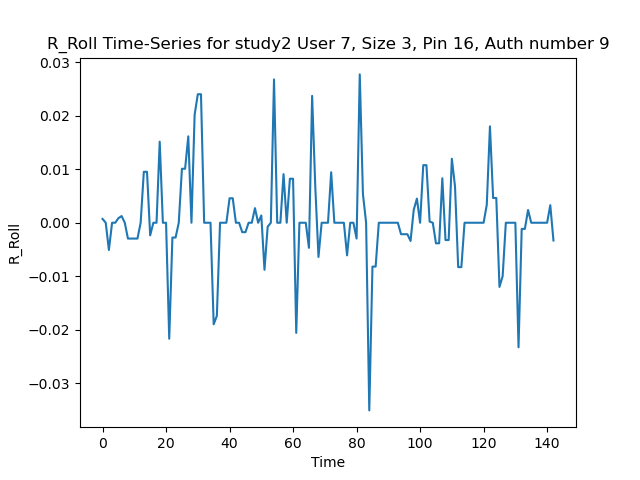 R_Roll Time-Series for study2 User 7, Size 3, Pin 16, Auth number 9
0.03
0.02
0.01
0.00
−0.01
−0.02
−0.03
R_Roll
0 20 40 60 80 100 120 140
Time